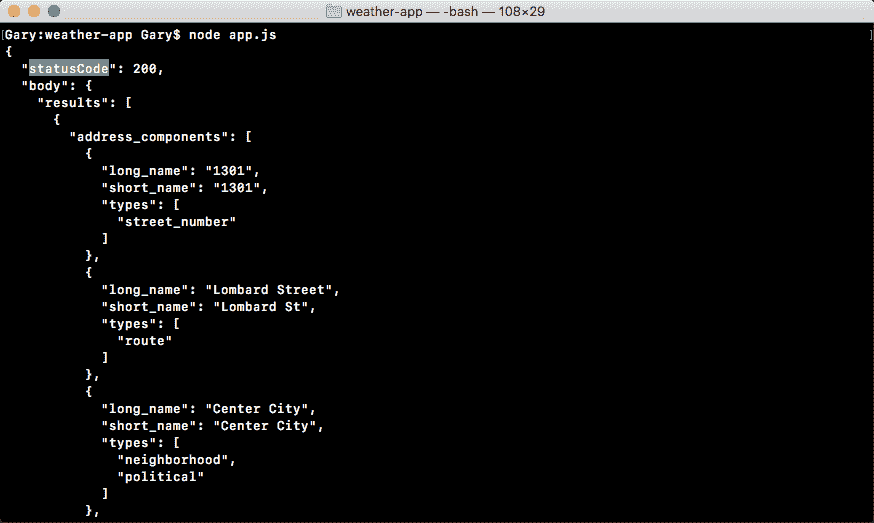 weather-app — -bash — 108×29
[Gary:weather-app Gary$ node app.js ]
{
  "statusCode": 200,
  "body": {
    "results": [
      {
        "address_components": [
          {
            "long_name": "1301",
            "short_name": "1301",
            "types": [
              "street_number"
            ]
          },
          {
            "long_name": "Lombard Street",
            "short_name": "Lombard St",
            "types": [
              "route"
            ]
          },
          {
            "long_name": "Center City",
            "short_name": "Center City",
            "types": [
              "neighborhood",
              "political"
            ]
          },